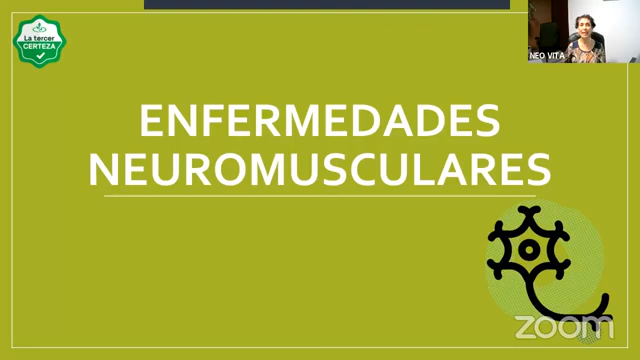 La tercer
CERTEZA
NEO VITA
ENFERMEDADES
NEUROMUSCULARES
zoom